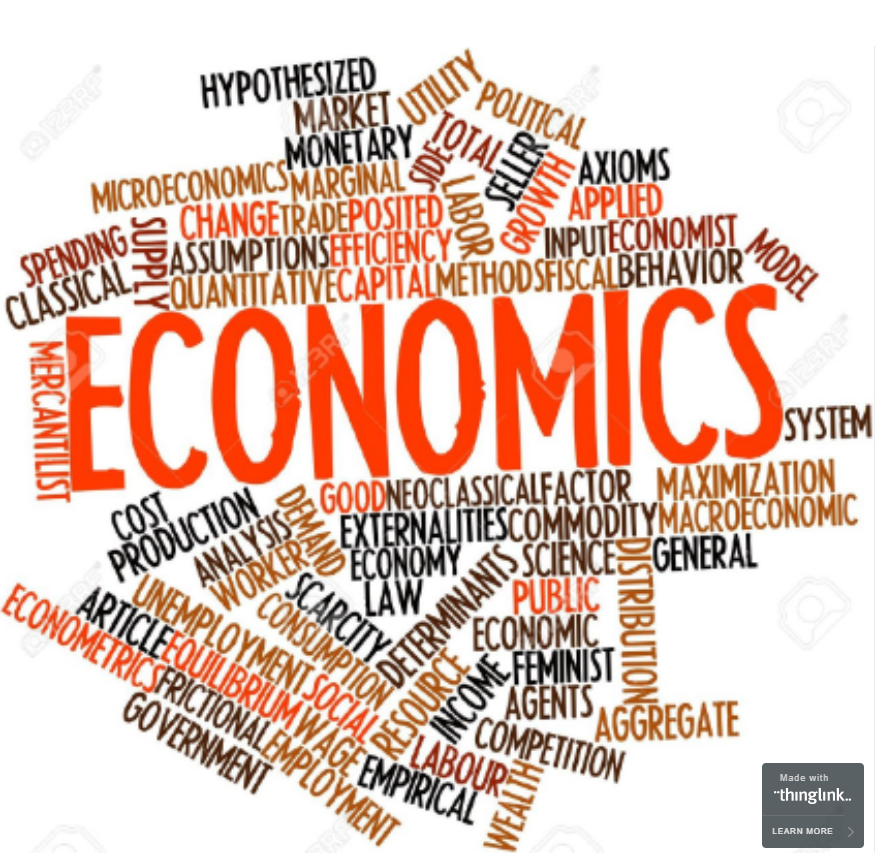 HYPOTHESIZED
UTILITY
POLITICAL
MARKET
TOTAL
SIDE
SELLER
GROWTH
MONETARY
AXIOMS
MICROECONOMICS
MARGINAL
LABOR
APPLIED
SUPPLY
CHANGE TRADE POSITED
SPENDING
ASSUMPTIONS EFFICIENCY
INPUT ECONOMIST
MODEL
CLASSICAL
QUANTITATIVE CAPITAL METHODS FISCAL BEHAVIOR
ECONOMICS
MERCANTILIST
SYSTEM
GOOD NEOCLASSICAL FACTOR
MAXIMIZATION
COST
PRODUCTION
DEMAND
EXTERNALITIES COMMODITY MACROECONOMIC
ANALYSIS
WORKER
ECONOMY
DETERMINANTS
SCIENCE
DISTRIBUTION
GENERAL
SCARCITY
LAW
PUBLIC
UNEMPLOYMENT
CONSUMPTION
ECONOMIC
ARTICLE
EQUILIBRIUM
SOCIAL
ECONOMETRICS
FRICTIONAL
WAGE
RESOURCE
INCOME
FEMINIST
AGENTS
GOVERNMENT
EMPLOYMENT
EMPIRICAL
LABOUR
COMPETITION
AGGREGATE
WEALTH
123RF
123RF
123RF
123RF
Made with
thinglink..
LEARN MORE